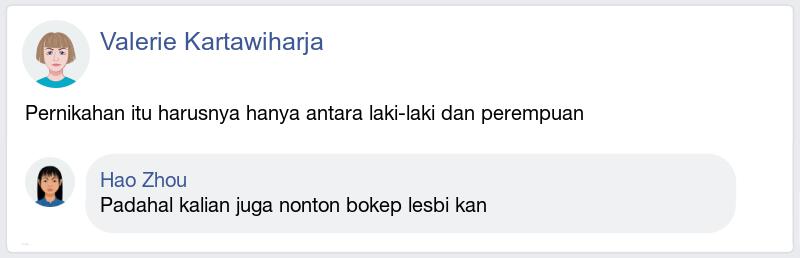 Valerie Kartawiharja
Pernikahan itu harusnya hanya antara laki-laki dan perempuan
Hao Zhou
Padahal kalian juga nonton bokep lesbi kan